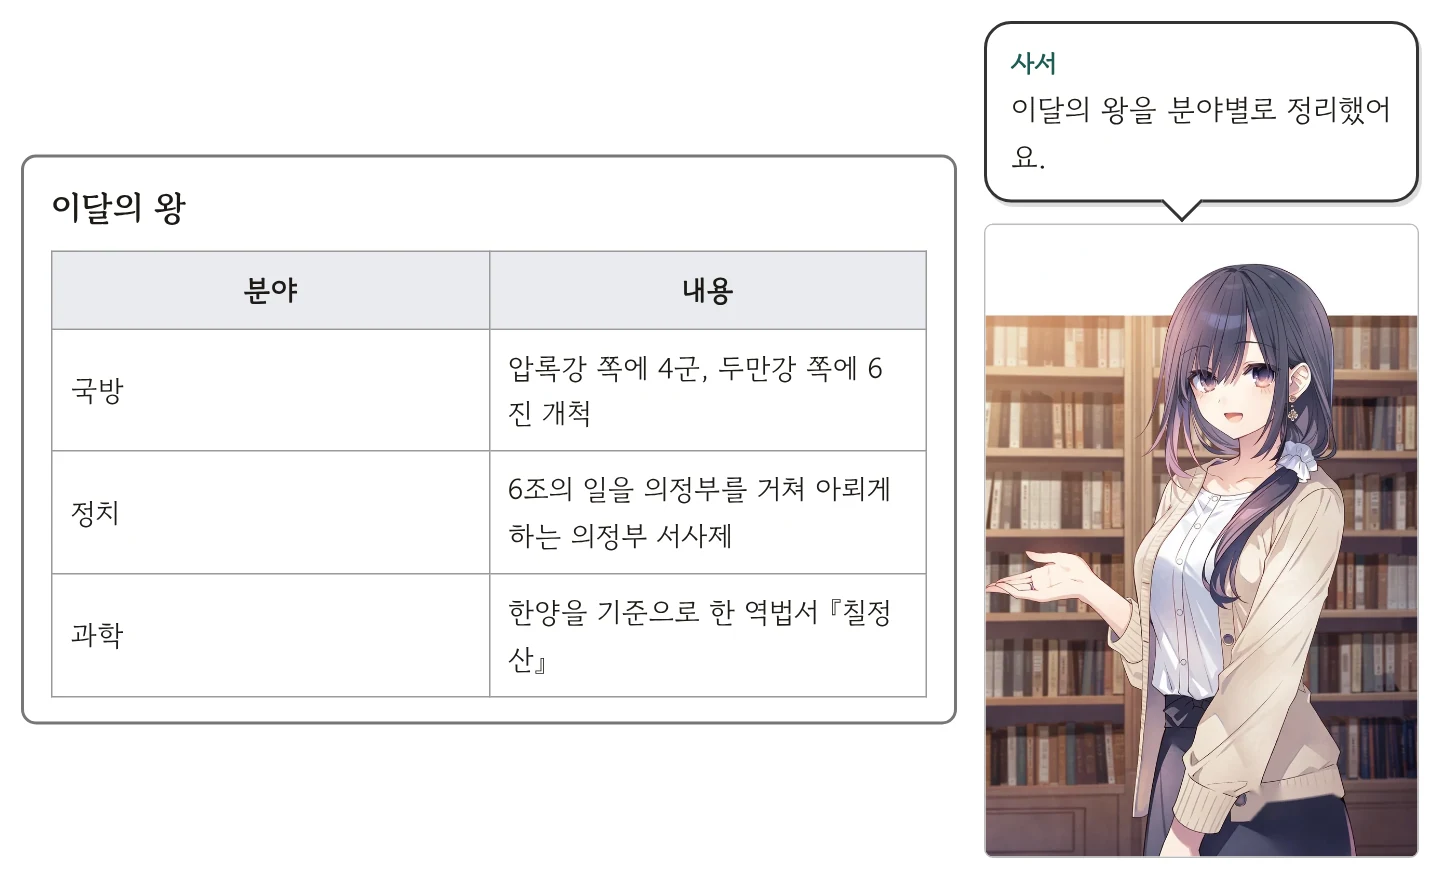 사서
이달의 왕을 분야별로 정리했어
요.
이달의 왕
분야
내용
국방
압록강 쪽에 4군, 두만강 쪽에 6
진 개척
정치
6조의 일을 의정부를 거쳐 아뢰게
하는 의정부 서사제
과학
한양을 기준으로 한 역법서 『칠정
산』